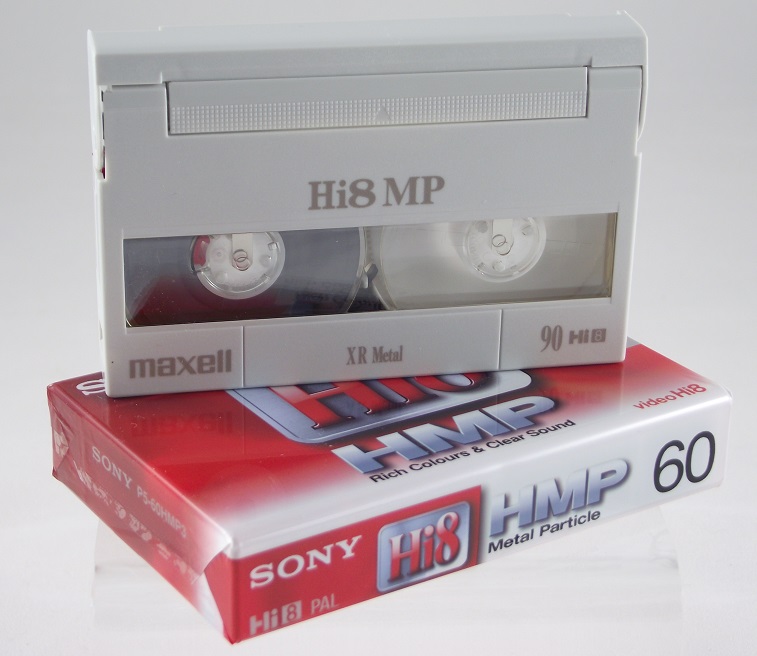 Hi8 MP
maxell
XR Metal
90 Hi8
SO
Hi8
HMP
Rich Colours & Clear Sound
video Hi8
SONY P5-60HMP3
SONY
Hi8
HMP
Metal Particle
60
Hi8 PAL